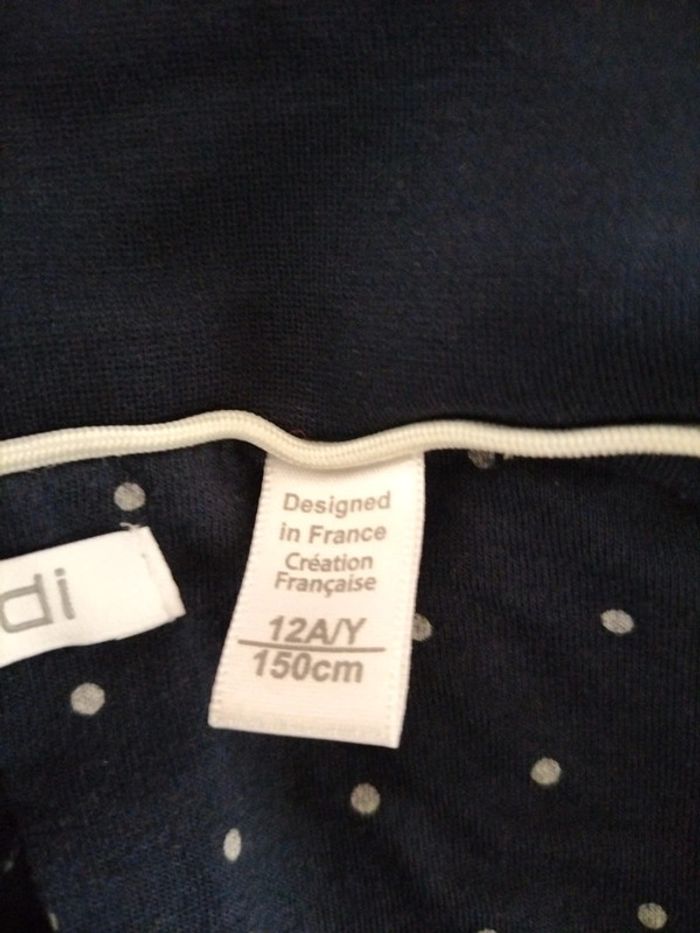 Designed
in France
Création
Française
12A/Y
150cm
di